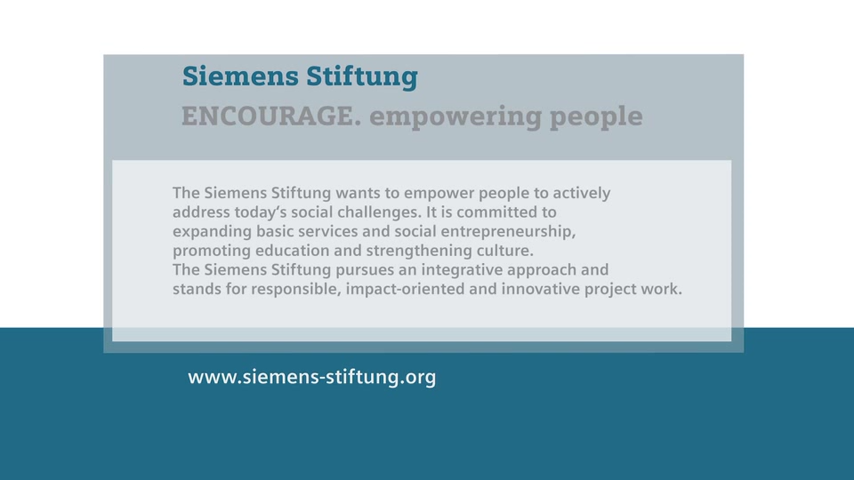 Siemens Stiftung
ENCOURAGE. empowering people
The Siemens Stiftung wants to empower people to actively
address today's social challenges. It is committed to
expanding basic services and social entrepreneurship,
promoting education and strengthening culture.
The Siemens Stiftung pursues an integrative approach and
stands for responsible, impact-oriented and innovative project work.
www.siemens-stiftung.org